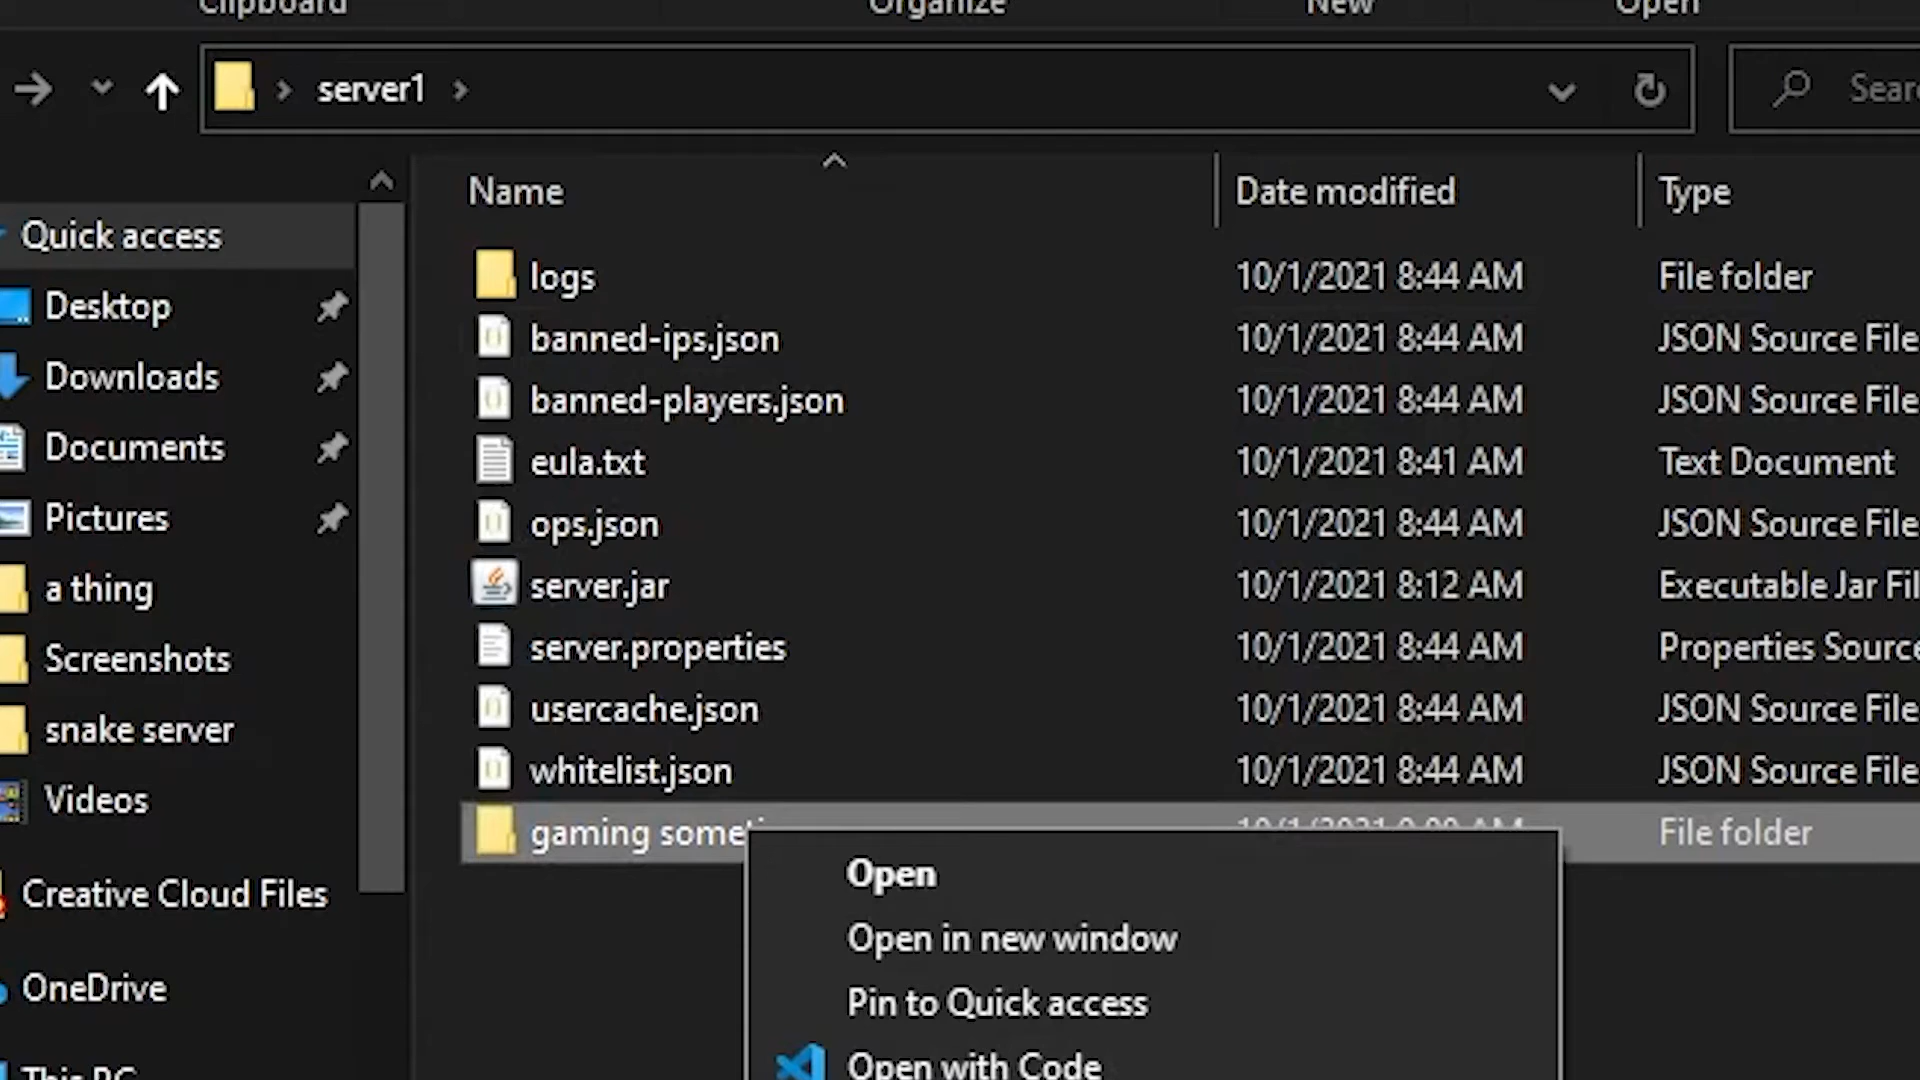 Clipboard Organize New Open
server1
Name Date modified Type
Quick access
logs 10/1/2021 8:44 AM File folder
Desktop
banned-ips.json 10/1/2021 8:44 AM JSON Source File
Downloads
banned-players.json 10/1/2021 8:44 AM JSON Source File
Documents
eula.txt 10/1/2021 8:41 AM Text Document
Pictures
ops.json 10/1/2021 8:44 AM JSON Source File
a thing
server.jar 10/1/2021 8:12 AM Executable Jar Fil
Screenshots
server.properties 10/1/2021 8:44 AM Properties Source
snake server
usercache.json 10/1/2021 8:44 AM JSON Source File
whitelist.json 10/1/2021 8:44 AM JSON Source File
Videos
gaming File folder
Open
Creative Cloud Files
Open in new window
OneDrive
Pin to Quick access
Open with Code
This PC